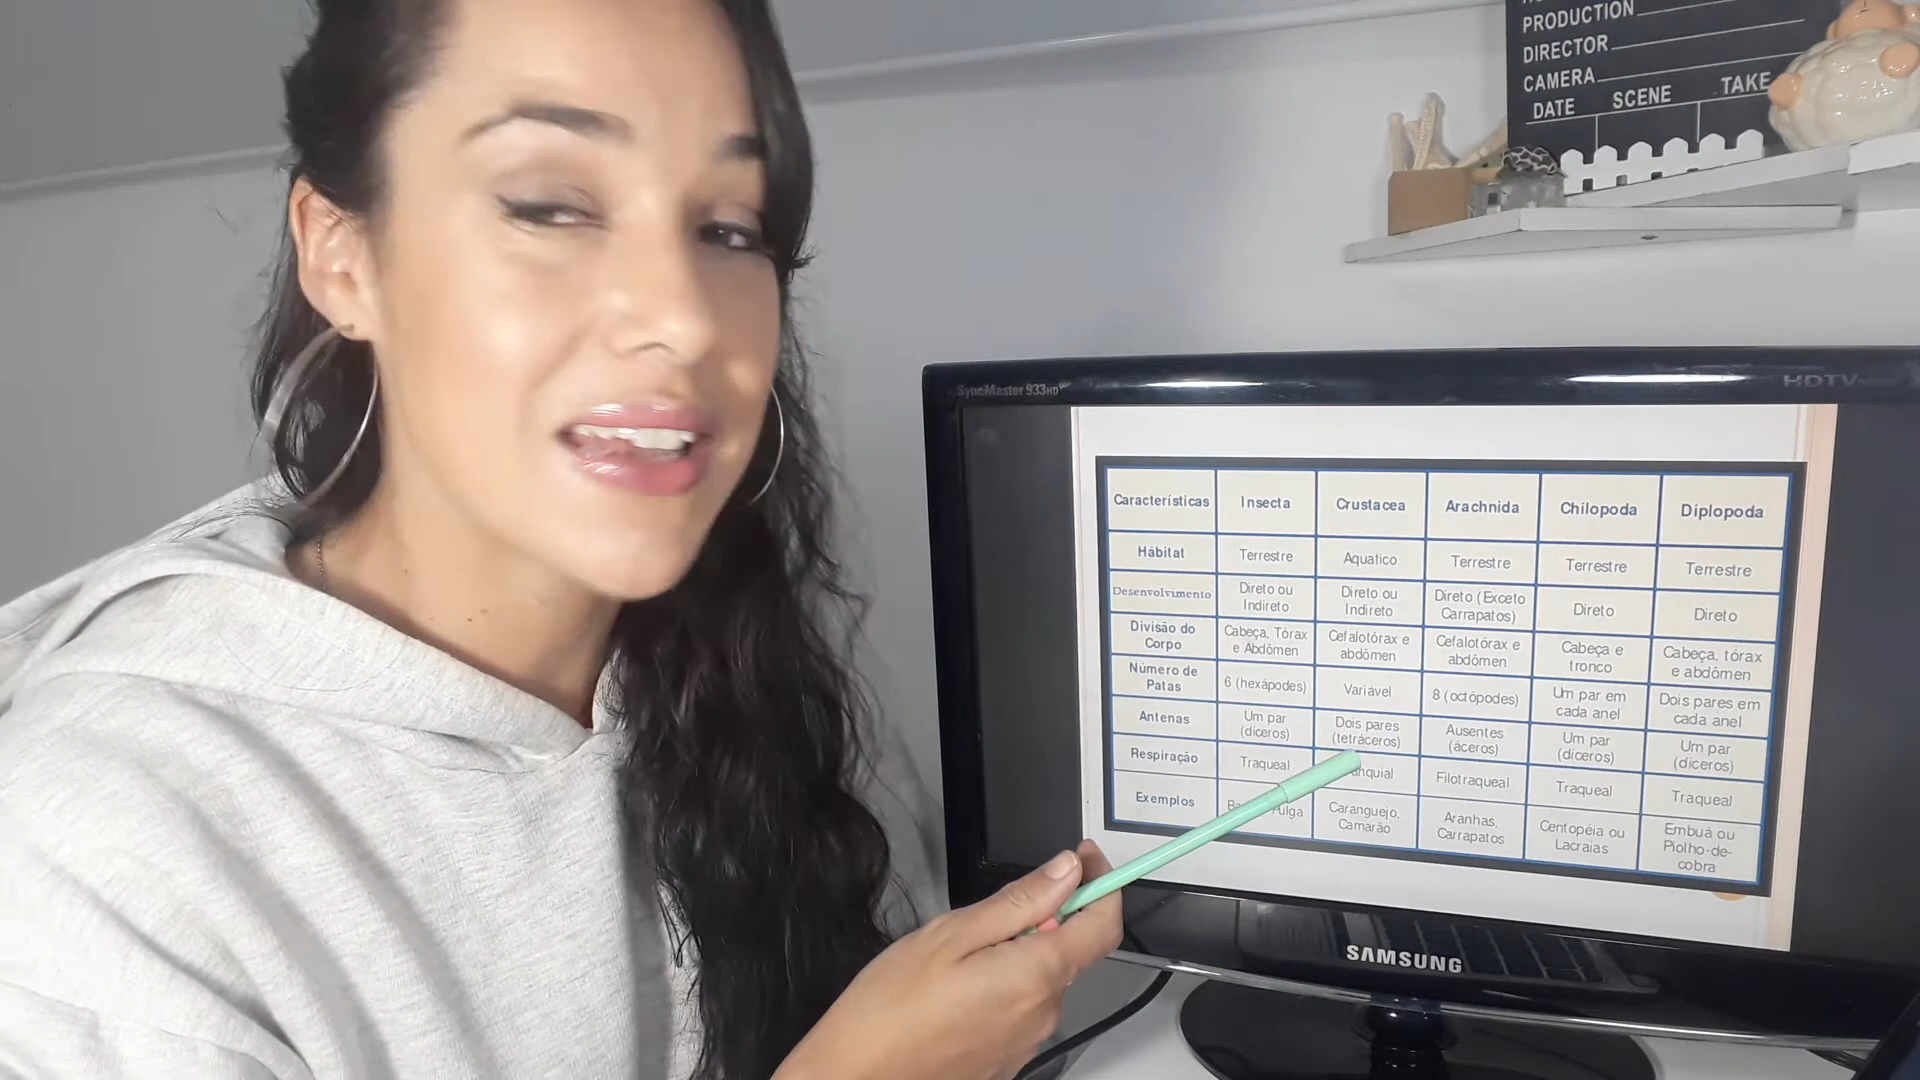 PRODUCTION
DIRECTOR
CAMERA
DATE SCENE TAKE
SyncMaster 933HD
HDTV
Características Insecta Crustacea Arachnida Chilopoda Diplopoda
Hábitat Terrestre Aquatico Terrestre Terrestre Terrestre
Desenvolvimento Direto ou Indireto Direto ou Indireto Direto (Exceto Carrapatos) Direto Direto
Divisão do Corpo Cabeça, Tórax e Abdômen Cefalotórax e abdômen Cefalotórax e abdômen Cabeça e tronco Cabeça, tórax e abdômen
Número de Patas 6 (hexápodes) Variável 8 (octópodes) Um par em cada anel Dois pares em cada anel
Antenas Um par (díceros) Dois pares (tetráceros) Ausentes (áceros) Um par (díceros) Um par (díceros)
Respiração Traqueal Filotraqueal Traqueal Traqueal
Exemplos Caranguejo, Camarão Aranhas, Carrapatos Centopéia ou Lacraias Embuá ou Piolho-de-cobra
SAMSUNG